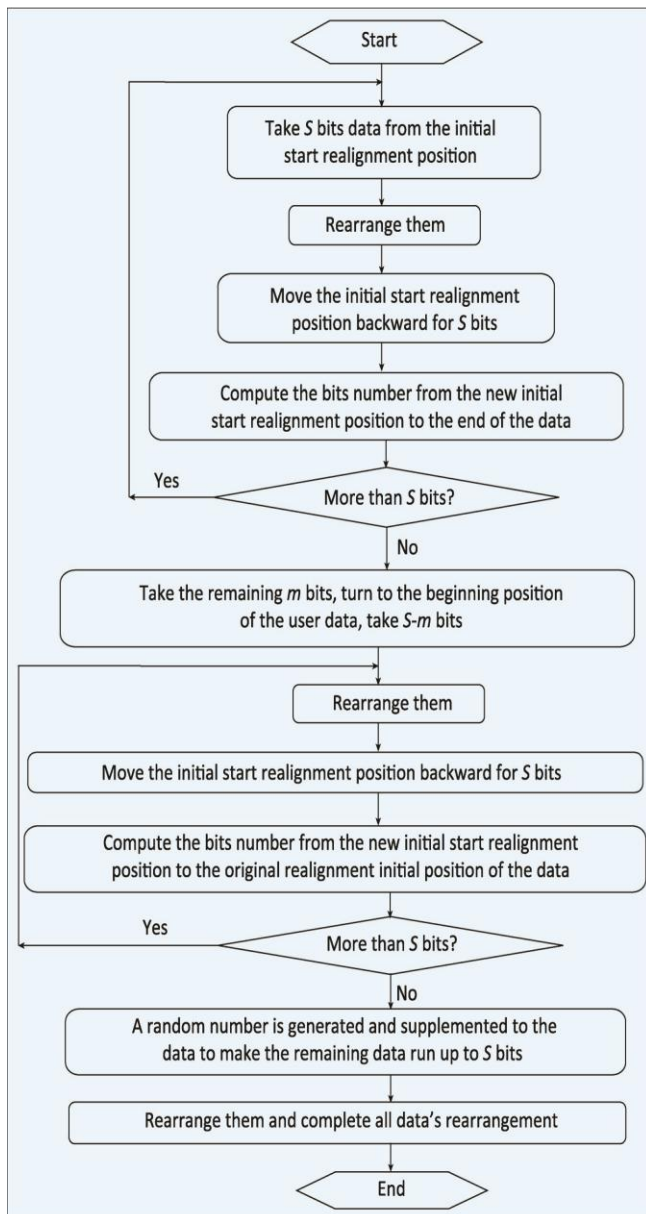 Start
Take S bits data from the initial
start realignment position
Rearrange them
Move the initial start realignment
position backward for S bits
Compute the bits number from the new initial
start realignment position to the end of the data
Yes
More than S bits?
No
Take the remaining m bits, turn to the beginning position
of the user data, take S-m bits
Rearrange them
Move the initial start realignment position backward for S bits
Compute the bits number from the new initial start realignment
position to the original realignment initial position of the data
Yes
More than S bits?
No
A random number is generated and supplemented to the
data to make the remaining data run up to S bits
Rearrange them and complete all data's rearrangement
End